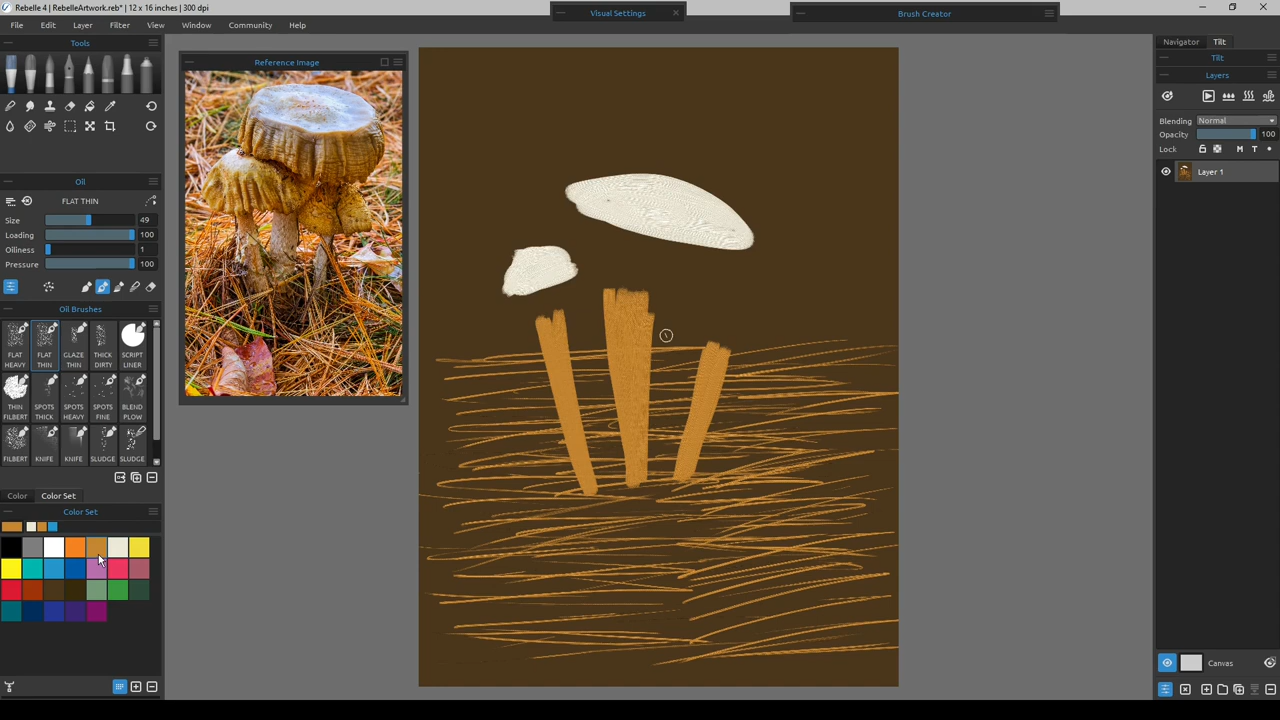 Rebelle 4 | RebelleArtwork.reb* | 12 x 16 inches | 300 dpi
Visual Settings
Brush Creator
File Edit Layer Filter View Window Community Help
Tools
Reference Image
Navigator Tilt
Tilt
Layers
Blending Normal
Opacity 100
Lock M T
Layer 1
Oil
FLAT THIN
Size 49
Loading 100
Oiliness 1
Pressure 100
Oil Brushes
FLAT HEAVY
FLAT THIN
GLAZE THIN
THICK DIRTY
SCRIPT LINER
THIN FILBERT
SPOTS THICK
SPOTS HEAVY
SPOTS FINE
BLEND PLOW
FILBERT
KNIFE
KNIFE
SLUDGE
SLUDGE
Color Color Set
Color Set
Canvas